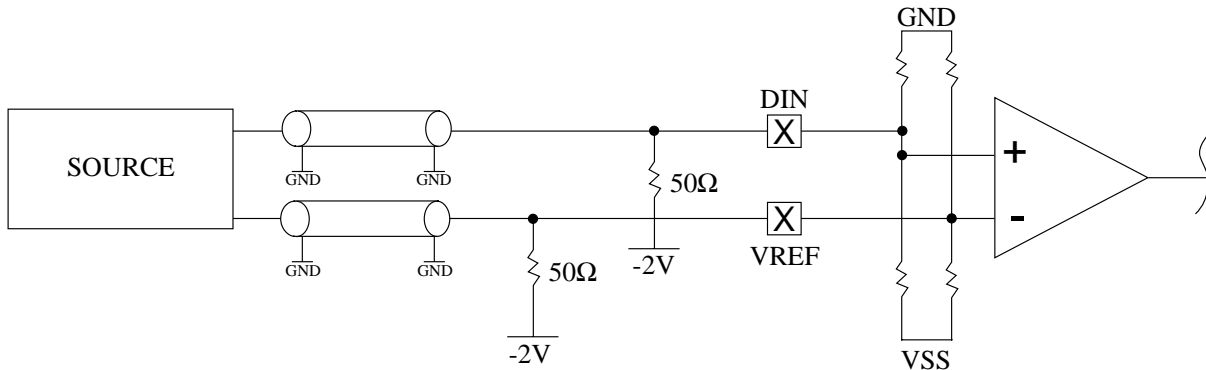 GND
DIN
X
+
SOURCE
GND
GND
50Ω
X
-
VREF
GND
GND
50Ω
-2V
-2V
VSS